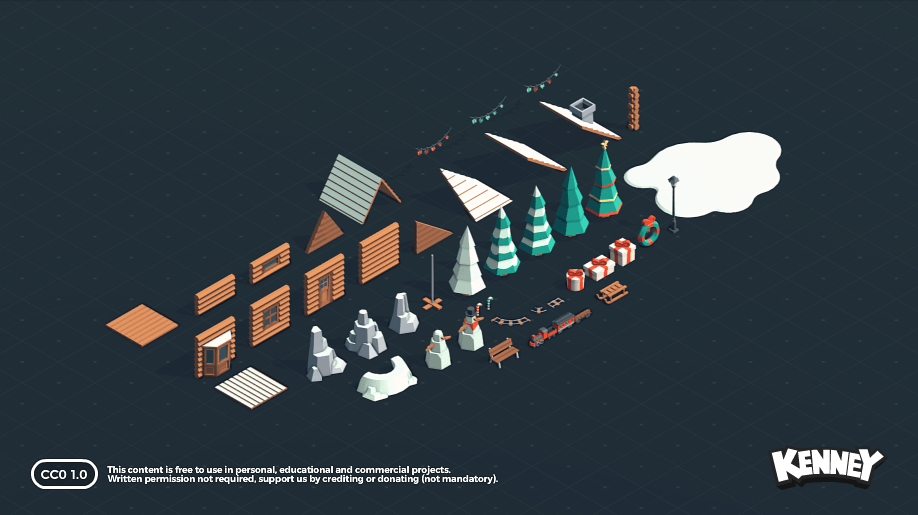 CC0 1.0
This content is free to use in personal, educational and commercial projects.
Written permission not required, support us by crediting or donating (not mandatory).
KENNEY